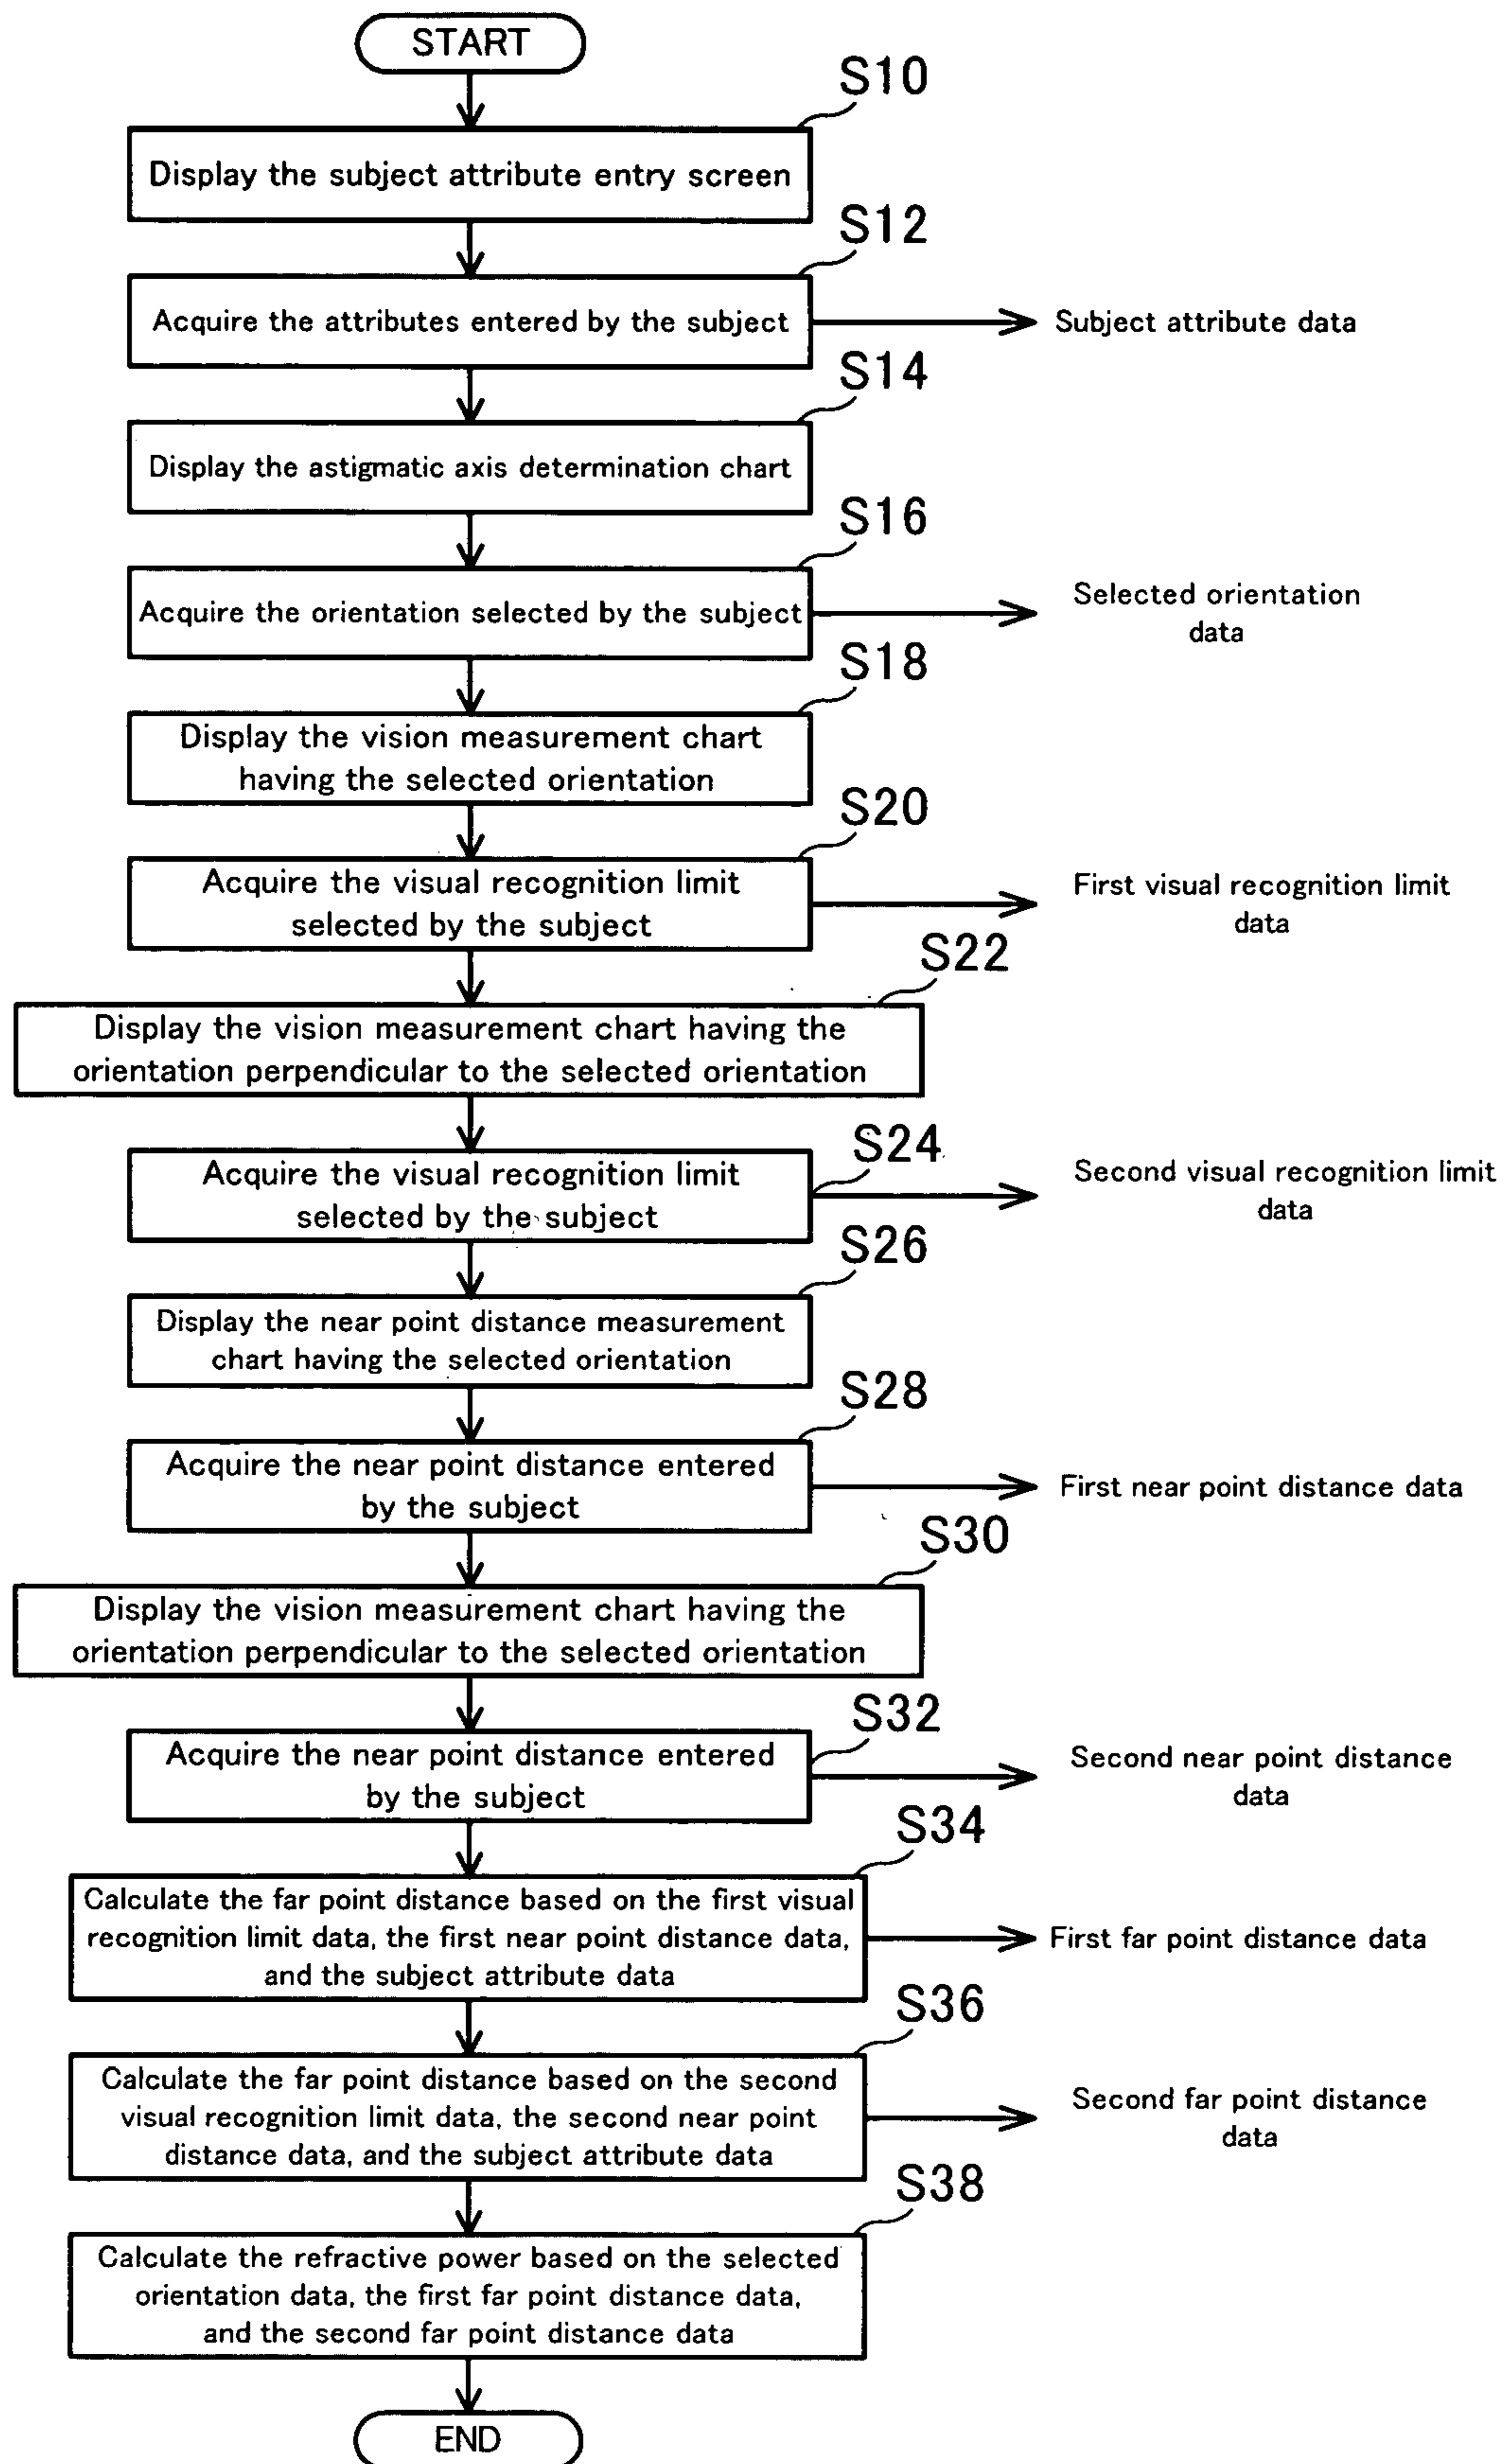 START
S10
Display the subject attribute entry screen
S12
Acquire the attributes entered by the subject
Subject attribute data
S14
Display the astigmatic axis determination chart
S16
Acquire the orientation selected by the subject
Selected orientation
data
S18
Display the vision measurement chart
having the selected orientation
S20
Acquire the visual recognition limit
selected by the subject
First visual recognition limit
data
S22
Display the vision measurement chart having the
orientation perpendicular to the selected orientation
S24
Acquire the visual recognition limit
selected by the subject
Second visual recognition limit
data
S26
Display the near point distance measurement
chart having the selected orientation
S28
Acquire the near point distance entered
by the subject
First near point distance data
S30
Display the vision measurement chart having the
orientation perpendicular to the selected orientation
S32
Acquire the near point distance entered
by the subject
Second near point distance
data
S34
Calculate the far point distance based on the first visual
recognition limit data, the first near point distance data,
and the subject attribute data
First far point distance data
S36
Calculate the far point distance based on the second
visual recognition limit data, the second near point
distance data, and the subject attribute data
Second far point distance
data
S38
Calculate the refractive power based on the selected
orientation data, the first far point distance data,
and the second far point distance data
END